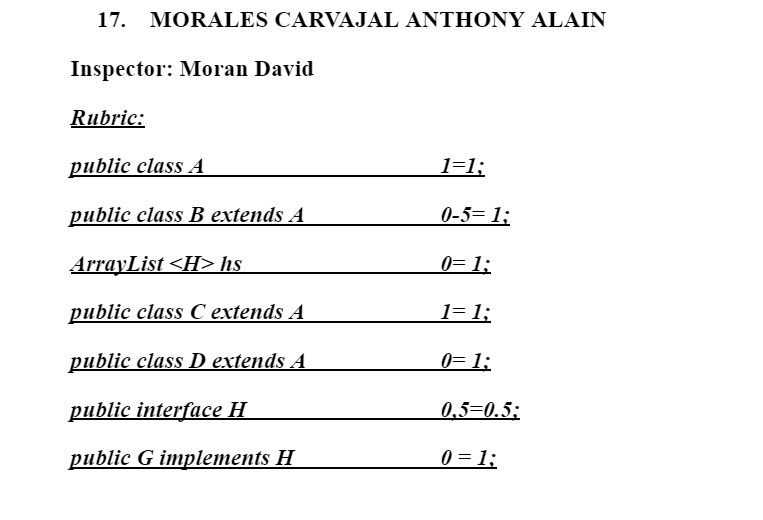 17. MORALES CARVAJAL ANTHONY ALAIN
Inspector: Moran David
Rubric:
public class A 1=1;
public class B extends A 0-5= 1;
ArrayList <H> hs 0= 1;
public class C extends A 1= 1;
public class D extends A 0= 1;
public interface H 0,5=0.5;
public G implements H 0 = 1;